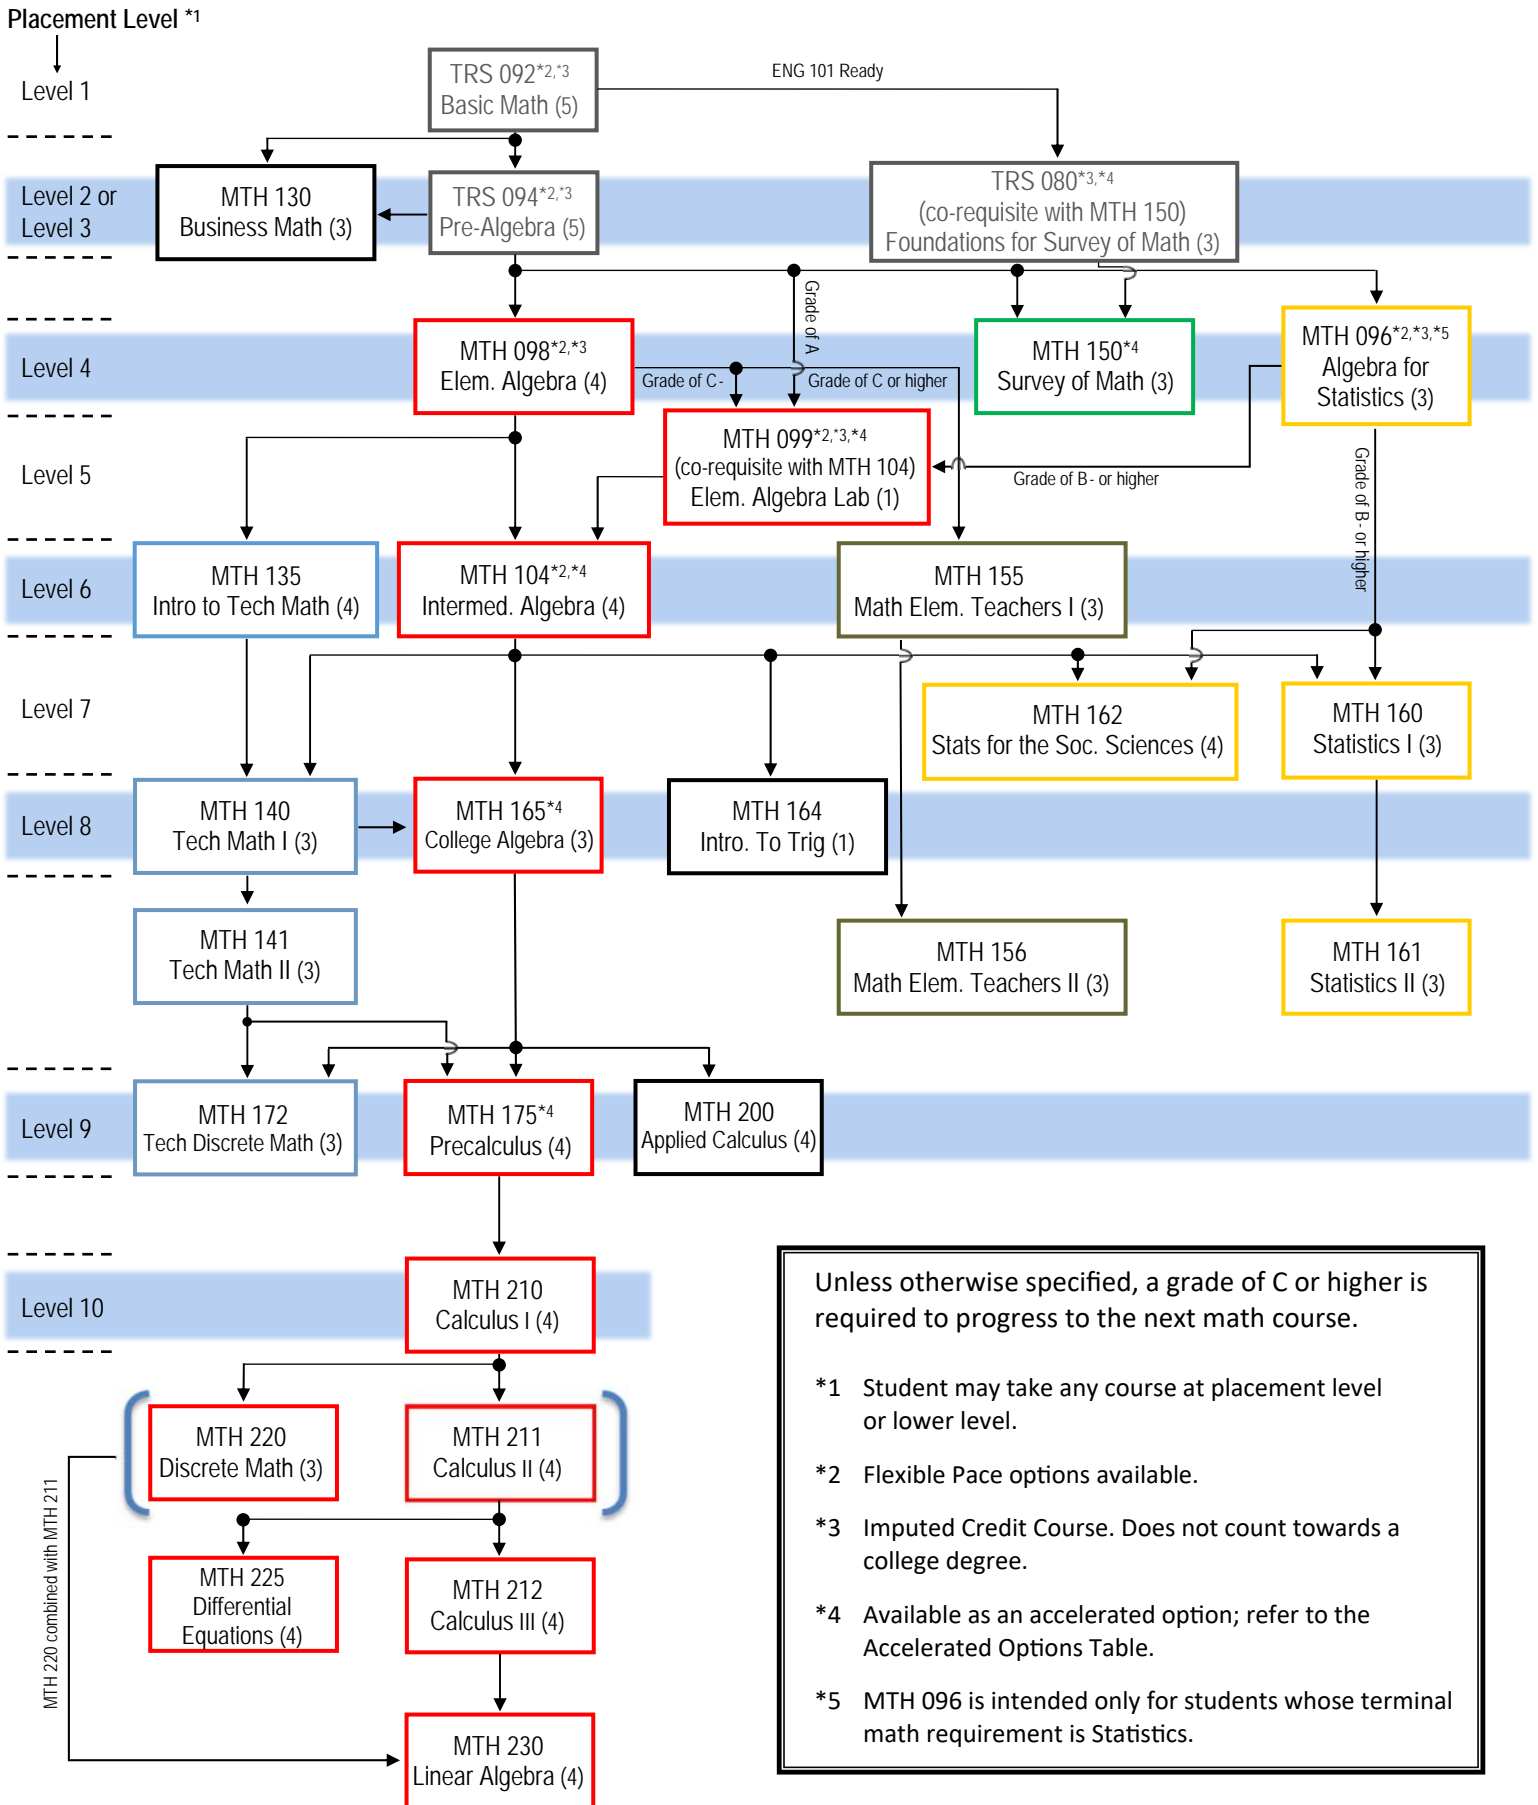 Placement Level *1
Level 1
TRS 092*2,*3
Basic Math (5)
ENG 101 Ready
Level 2 or
Level 3
MTH 130
Business Math (3)
TRS 094*2,*3
Pre-Algebra (5)
TRS 080*3,*4
(co-requisite with MTH 150)
Foundations for Survey of Math (3)
Grade of A
Level 4
MTH 098*2,*3
Elem. Algebra (4)
Grade of C-
Grade of C or higher
MTH 150*4
Survey of Math (3)
MTH 096*2,*3,*5
Algebra for
Statistics (3)
Level 5
MTH 099*2,*3,*4
(co-requisite with MTH 104)
Elem. Algebra Lab (1)
Grade of B- or higher
Grade of B- or higher
Level 6
MTH 135
Intro to Tech Math (4)
MTH 104*2,*4
Intermed. Algebra (4)
MTH 155
Math Elem. Teachers I (3)
Level 7
MTH 162
Stats for the Soc. Sciences (4)
MTH 160
Statistics I (3)
Level 8
MTH 140
Tech Math I (3)
MTH 165*4
College Algebra (3)
MTH 164
Intro. To Trig (1)
MTH 141
Tech Math II (3)
MTH 156
Math Elem. Teachers II (3)
MTH 161
Statistics II (3)
Level 9
MTH 172
Tech Discrete Math (3)
MTH 175*4
Precalculus (4)
MTH 200
Applied Calculus (4)
Level 10
MTH 210
Calculus I (4)
MTH 220
Discrete Math (3)
MTH 211
Calculus II (4)
MTH 220 combined with MTH 211
MTH 225
Differential
Equations (4)
MTH 212
Calculus III (4)
MTH 230
Linear Algebra (4)
Unless otherwise specified, a grade of C or higher is
required to progress to the next math course.
*1 Student may take any course at placement level
or lower level.
*2 Flexible Pace options available.
*3 Imputed Credit Course. Does not count towards a
college degree.
*4 Available as an accelerated option; refer to the
Accelerated Options Table.
*5 MTH 096 is intended only for students whose terminal
math requirement is Statistics.